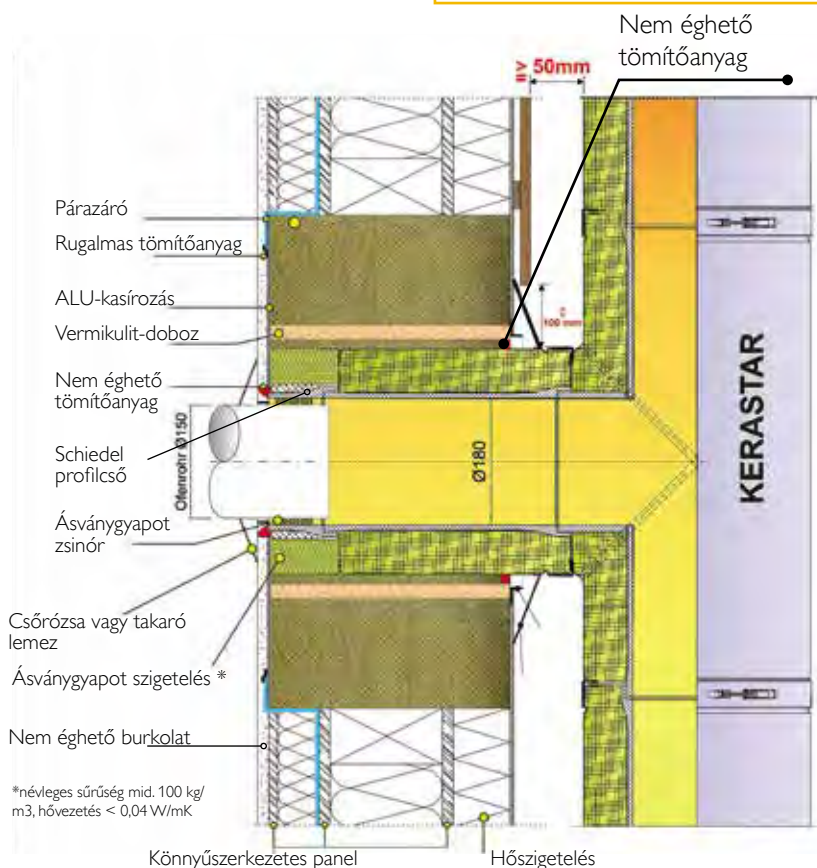 Nem éghető
tömítőanyag
≥ 50mm
Párazáró
Rugalmas tömítőanyag
ALU-kasírozás
Vermikulit-doboz
100 mm
Nem éghető
tömítőanyag
Schiedel
profilcső
Ofenrohr Ø150
Ø180
KERASTAR
Ásványgyapot
zsinór
Csőrózsa vagy takaró
lemez
Ásványgyapot szigetelés *
Nem éghető burkolat
*névleges sűrűség mid. 100 kg/
m3, hővezetés < 0,04 W/mK
Könnyűszerkezetes panel
Hőszigetelés